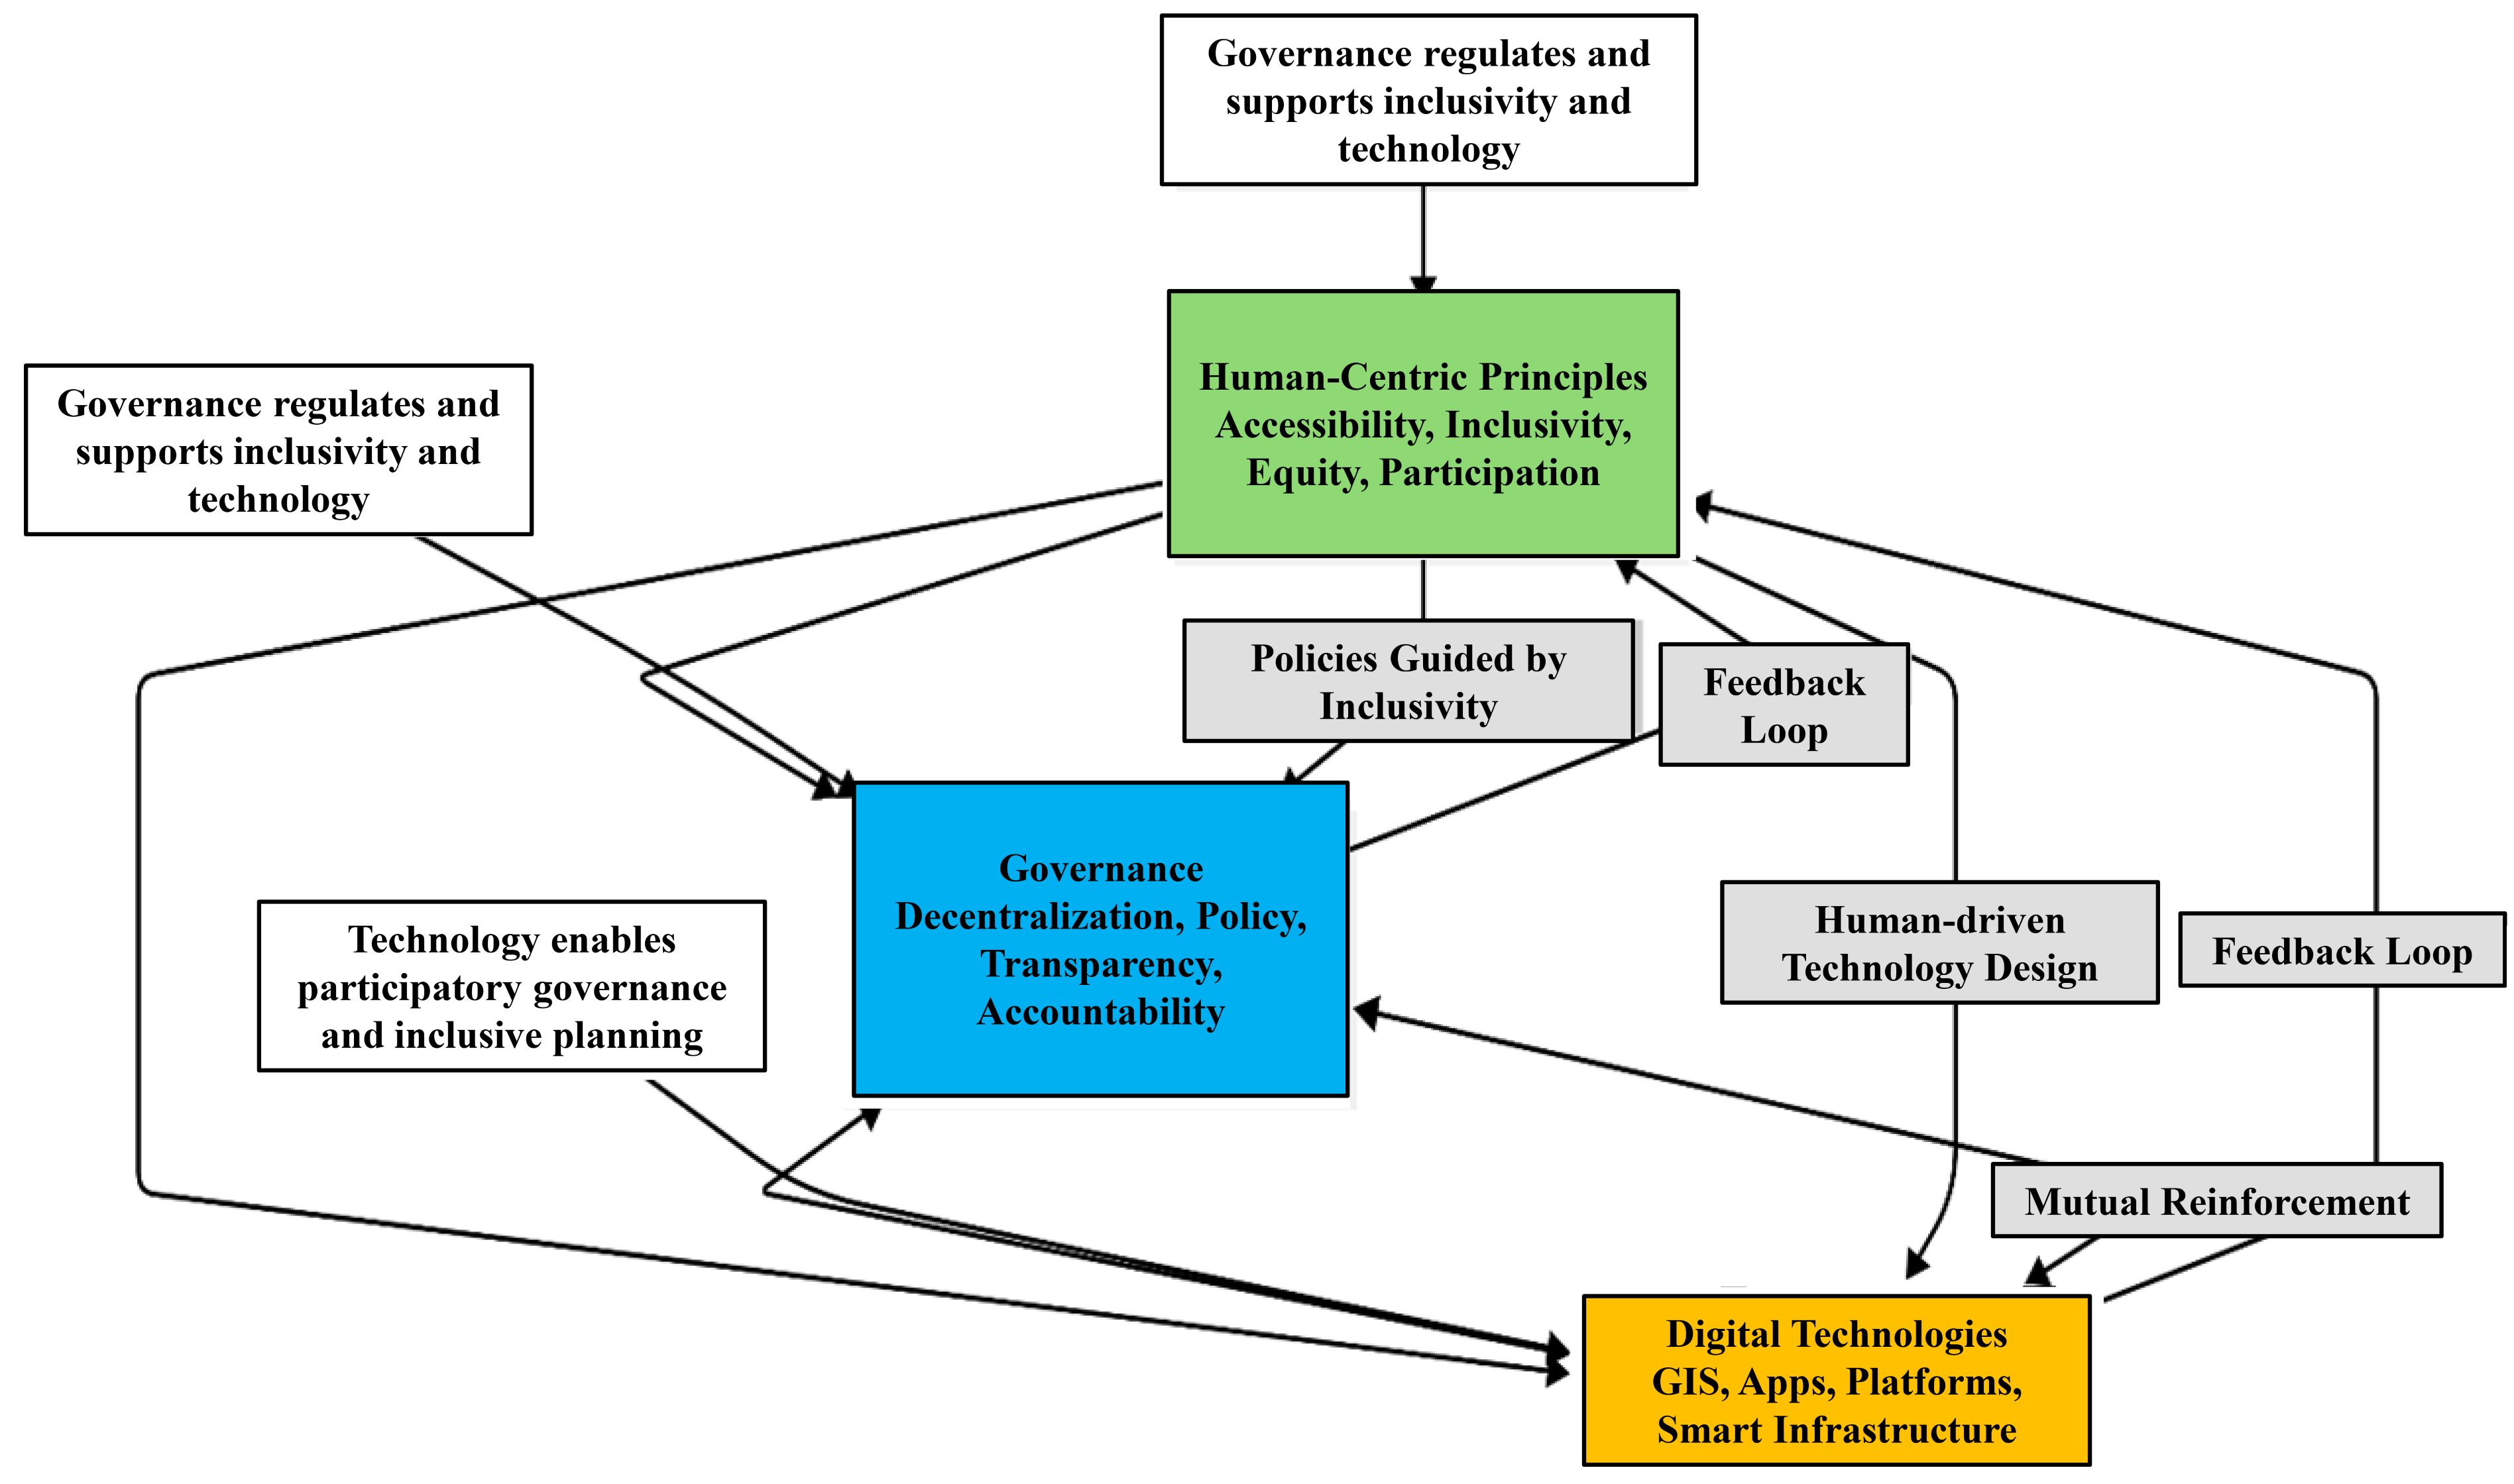 Governance regulates and
supports inclusivity and
technology
Human-Centric Principles
Accessibility, Inclusivity,
Equity, Participation
Governance regulates and
supports inclusivity and
technology
Policies Guided by
Inclusivity
Feedback
Loop
Governance
Decentralization, Policy,
Transparency,
Accountability
Technology enables
participatory governance
and inclusive planning
Human-driven
Technology Design
Feedback Loop
Mutual Reinforcement
Digital Technologies
GIS, Apps, Platforms,
Smart Infrastructure